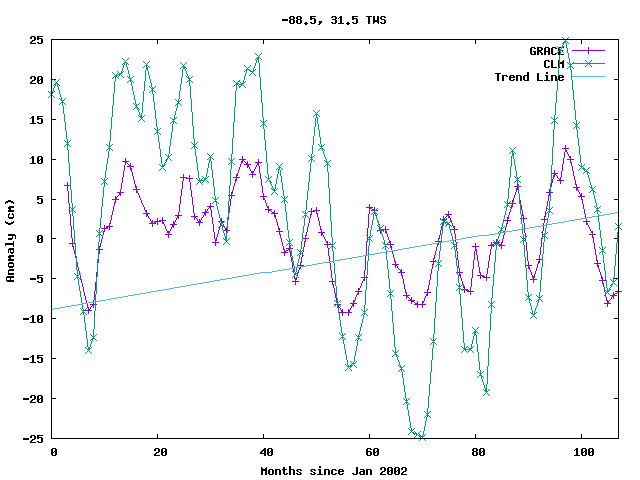 -88.5, 31.5 TWS
GRACE
CLM
Trend Line
25
20
15
10
5
0
-5
-10
-15
-20
-25
Anomaly (cm)
0 20 40 60 80 100
Months since Jan 2002